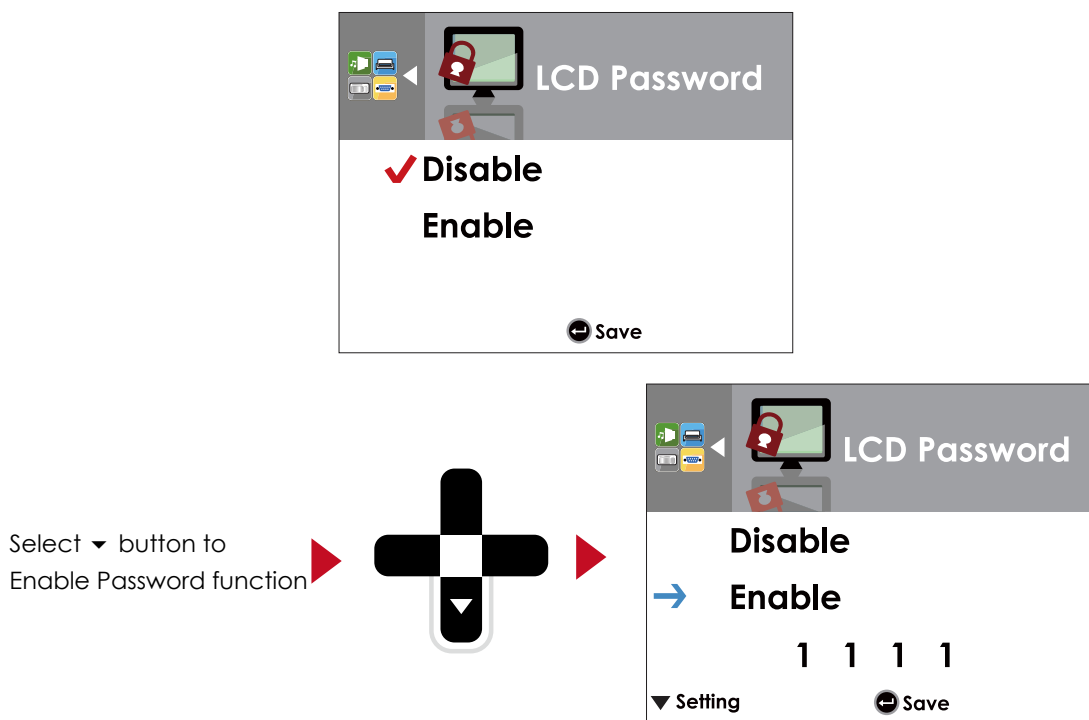 LCD Password
Disable
Enable
Save
Select ▼ button to
Enable Password function
LCD Password
Disable
Enable
1 1 1 1
▼ Setting
Save